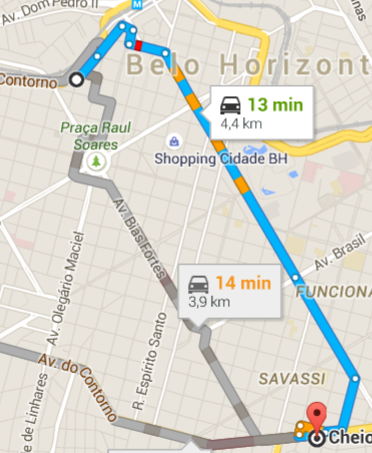 Av. Dom Pedro II
M
Contorno
Belo Horizont
13 min
4,4 km
Praça Raul
Soares
Shopping Cidade BH
Av. Bias Fortes
Av. Olegário Maciel
Av. Brasil
14 min
3,9 km
FUNCIONA
R. Espírito Santo
SAVASSI
Av. do Contorno
e de Linhares
Cheio